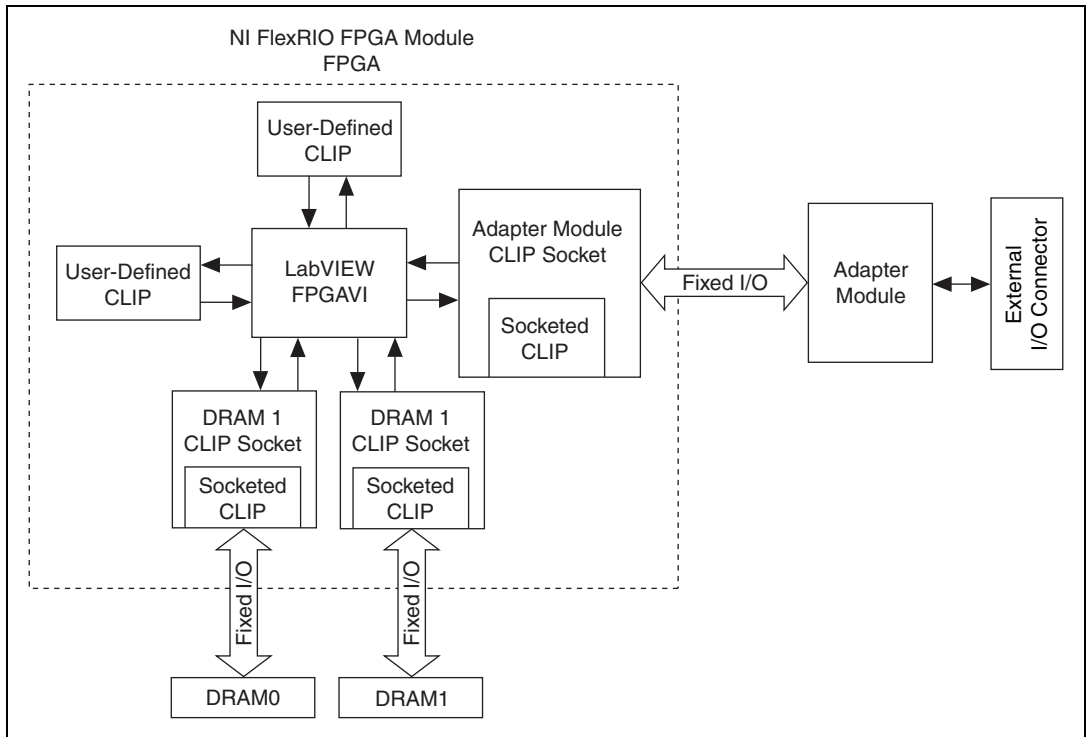 NI FlexRIO FPGA Module
FPGA
User-Defined
CLIP
User-Defined
CLIP
LabVIEW
FPGAVI
Adapter Module
CLIP Socket
Socketed
CLIP
Fixed I/O
Adapter
Module
External
I/O Connector
DRAM 1
CLIP Socket
Socketed
CLIP
DRAM 1
CLIP Socket
Socketed
CLIP
Fixed I/O
Fixed I/O
DRAM0
DRAM1